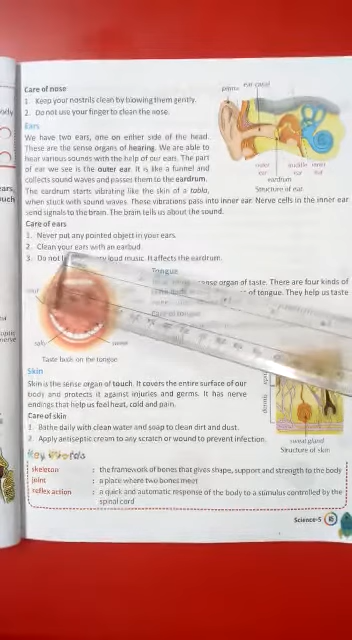 Care of nose
1. Keep your nostrils clean by blowing them gently.
2. Do not use your finger to clean the nose.
Ears
We have two ears, one on either side of the head.
These are the sense organs of hearing. We are able to
hear various sounds with the help of our ears. The part
of ear we see is the outer ear. It is like a funnel and
collects sound waves and passes them to the eardrum.
The eardrum starts vibrating like the skin of a tabla,
when stuck with sound waves. These vibrations pass into inner ear. Nerve cells in the inner ear
send signals to the brain. The brain tells us about the sound.
pinna
ear canal
outer ear
middle ear
inner ear
eardrum
Structure of ear
Care of ears
1. Never put any pointed object in your ears.
2. Clean your ears with an earbud
3. Do not loud music. It affects the eardrum.
Tongue
sense organ of taste. There are four kinds of
of tongue. They help us taste
sour
salty
sweet
Taste buds on the tongue
Skin
Skin is the sense organ of touch. It covers the entire surface of our
body and protects it against injuries and germs. It has nerve
endings that help us feel heat, cold and pain.
Care of skin
1. Bathe daily with clean water and soap to clean dirt and dust.
2. Apply antiseptic cream to any scratch or wound to prevent infection.
dermis
sweat gland
Structure of skin
Key Words
skeleton : the framework of bones that gives shape, support and strength to the body
joint : a place where two bones meet
reflex action : a quick and automatic response of the body to a stimulus controlled by the
spinal cord
Science-5